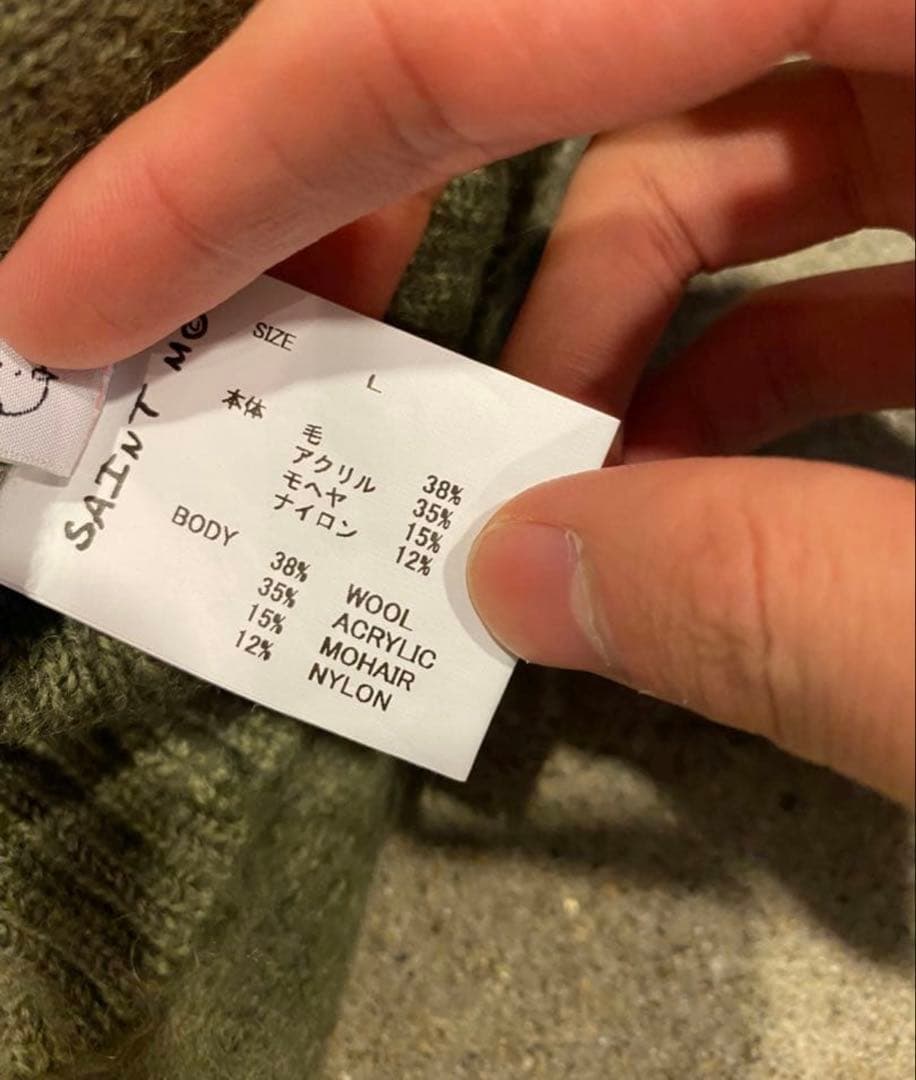 SAINT M
SIZE
L
本体
毛 38%
アクリル 35%
モヘヤ 15%
ナイロン 12%
BODY
38% WOOL
35% ACRYLIC
15% MOHAIR
12% NYLON